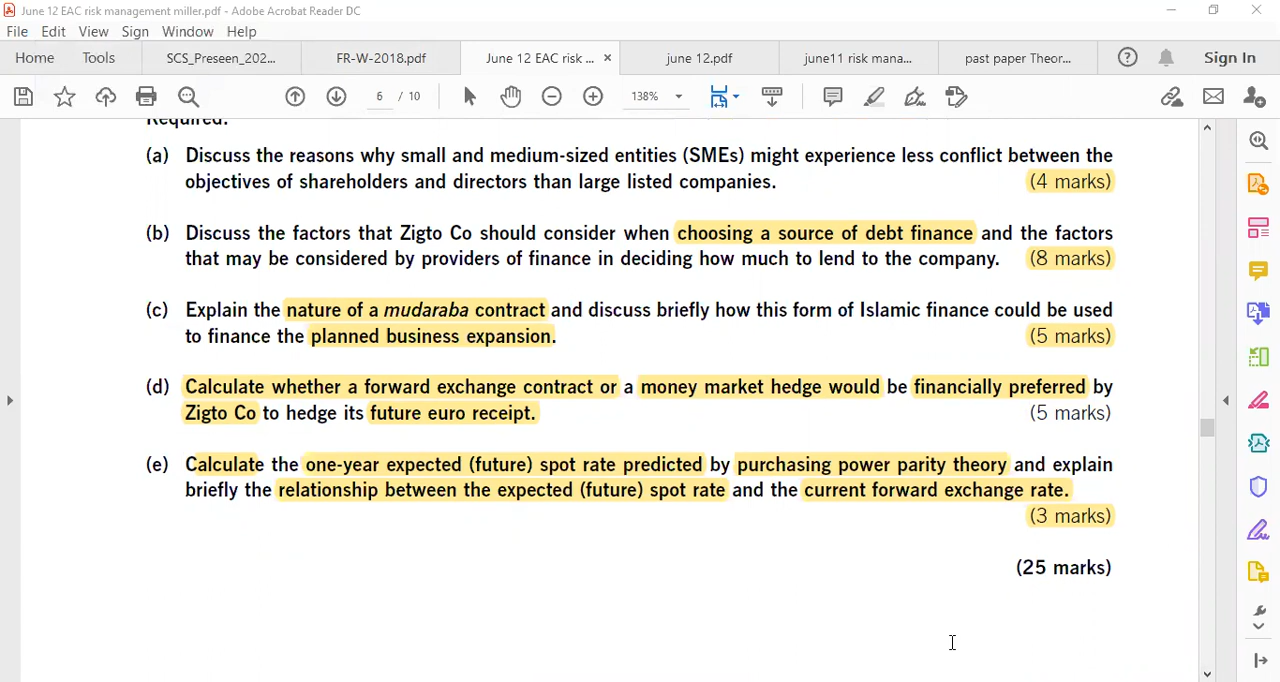 June 12 EAC risk management miller.pdf - Adobe Acrobat Reader DC
File Edit View Sign Window Help
Home Tools SCS_Preseen_202... FR-W-2018.pdf June 12 EAC risk ... × june 12.pdf june11 risk mana... past paper Theor... Sign In
6 / 10 138%
Required:
(a) Discuss the reasons why small and medium-sized entities (SMEs) might experience less conflict between the
objectives of shareholders and directors than large listed companies. (4 marks)
(b) Discuss the factors that Zigto Co should consider when choosing a source of debt finance and the factors
that may be considered by providers of finance in deciding how much to lend to the company. (8 marks)
(c) Explain the nature of a mudaraba contract and discuss briefly how this form of Islamic finance could be used
to finance the planned business expansion. (5 marks)
(d) Calculate whether a forward exchange contract or a money market hedge would be financially preferred by
Zigto Co to hedge its future euro receipt. (5 marks)
(e) Calculate the one-year expected (future) spot rate predicted by purchasing power parity theory and explain
briefly the relationship between the expected (future) spot rate and the current forward exchange rate.
(3 marks)
(25 marks)